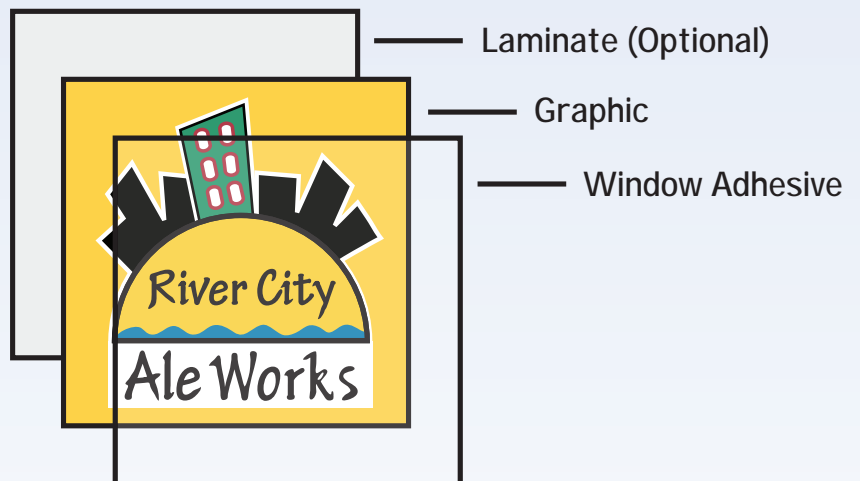 Laminate (Optional)
Graphic
Window Adhesive
River City
Ale Works